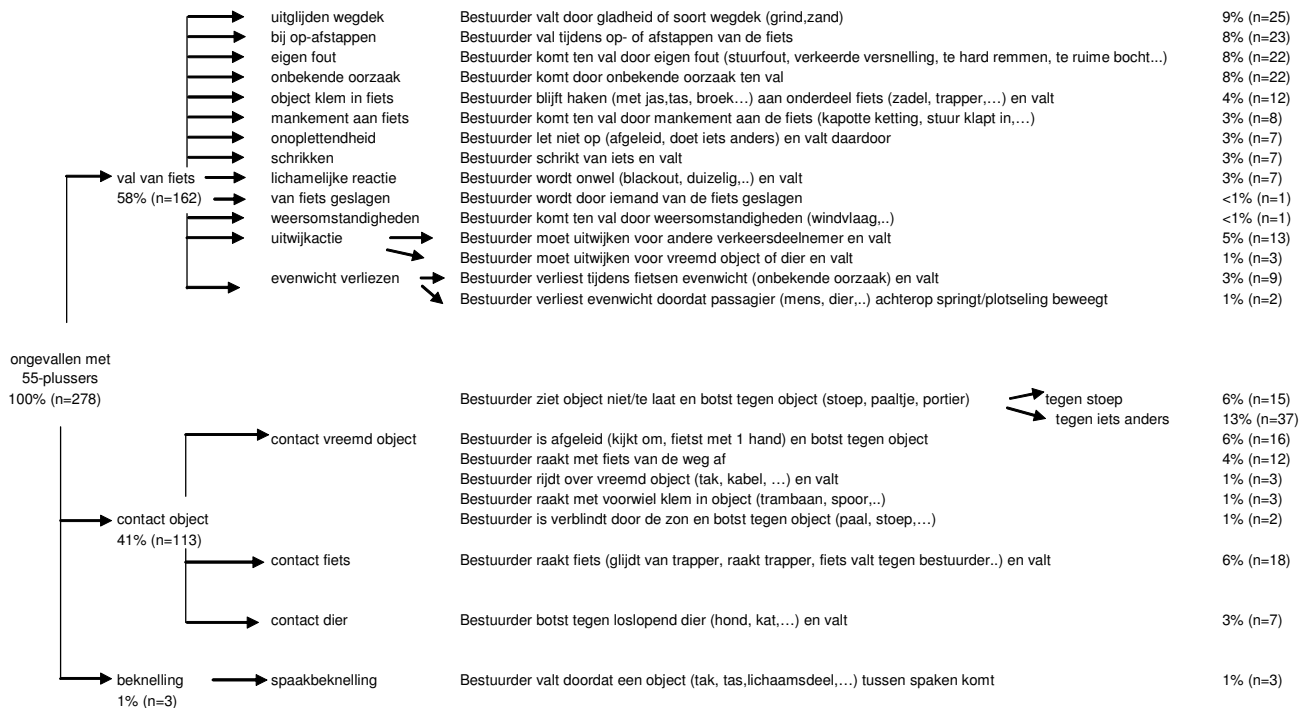 uitglijden wegdek Bestuurder valt door gladheid of soort wegdek (grind,zand) 9% (n=25)
bij op-afstappen Bestuurder val tijdens op- of afstappen van de fiets 8% (n=23)
eigen fout Bestuurder komt ten val door eigen fout (stuurfout, verkeerde versnelling, te hard remmen, te ruime bocht...) 8% (n=22)
onbekende oorzaak Bestuurder komt door onbekende oorzaak ten val 8% (n=22)
object klem in fiets Bestuurder blijft haken (met jas,tas, broek…) aan onderdeel fiets (zadel, trapper,…) en valt 4% (n=12)
mankement aan fiets Bestuurder komt ten val door mankement aan de fiets (kapotte ketting, stuur klapt in,…) 3% (n=8)
onoplettendheid Bestuurder let niet op (afgeleid, doet iets anders) en valt daardoor 3% (n=7)
schrikken Bestuurder schrikt van iets en valt 3% (n=7)
val van fiets lichamelijke reactie Bestuurder wordt onwel (blackout, duizelig,..) en valt 3% (n=7)
58% (n=162) van fiets geslagen Bestuurder wordt door iemand van de fiets geslagen <1% (n=1)
weersomstandigheden Bestuurder komt ten val door weersomstandigheden (windvlaag,..) <1% (n=1)
uitwijkactie Bestuurder moet uitwijken voor andere verkeersdeelnemer en valt 5% (n=13)
Bestuurder moet uitwijken voor vreemd object of dier en valt 1% (n=3)
evenwicht verliezen Bestuurder verliest tijdens fietsen evenwicht (onbekende oorzaak) en valt 3% (n=9)
Bestuurder verliest evenwicht doordat passagier (mens, dier,..) achterop springt/plotseling beweegt 1% (n=2)
ongevallen met
55-plussers
100% (n=278) Bestuurder ziet object niet/te laat en botst tegen object (stoep, paaltje, portier) tegen stoep 6% (n=15)
tegen iets anders 13% (n=37)
contact vreemd object Bestuurder is afgeleid (kijkt om, fietst met 1 hand) en botst tegen object 6% (n=16)
Bestuurder raakt met fiets van de weg af 4% (n=12)
Bestuurder rijdt over vreemd object (tak, kabel, …) en valt 1% (n=3)
Bestuurder raakt met voorwiel klem in object (trambaan, spoor,..) 1% (n=3)
contact object Bestuurder is verblindt door de zon en botst tegen object (paal, stoep,…) 1% (n=2)
41% (n=113)
contact fiets Bestuurder raakt fiets (glijdt van trapper, raakt trapper, fiets valt tegen bestuurder..) en valt 6% (n=18)
contact dier Bestuurder botst tegen loslopend dier (hond, kat,…) en valt 3% (n=7)
beknelling spaakbeknelling Bestuurder valt doordat een object (tak, tas,lichaamsdeel,…) tussen spaken komt 1% (n=3)
1% (n=3)